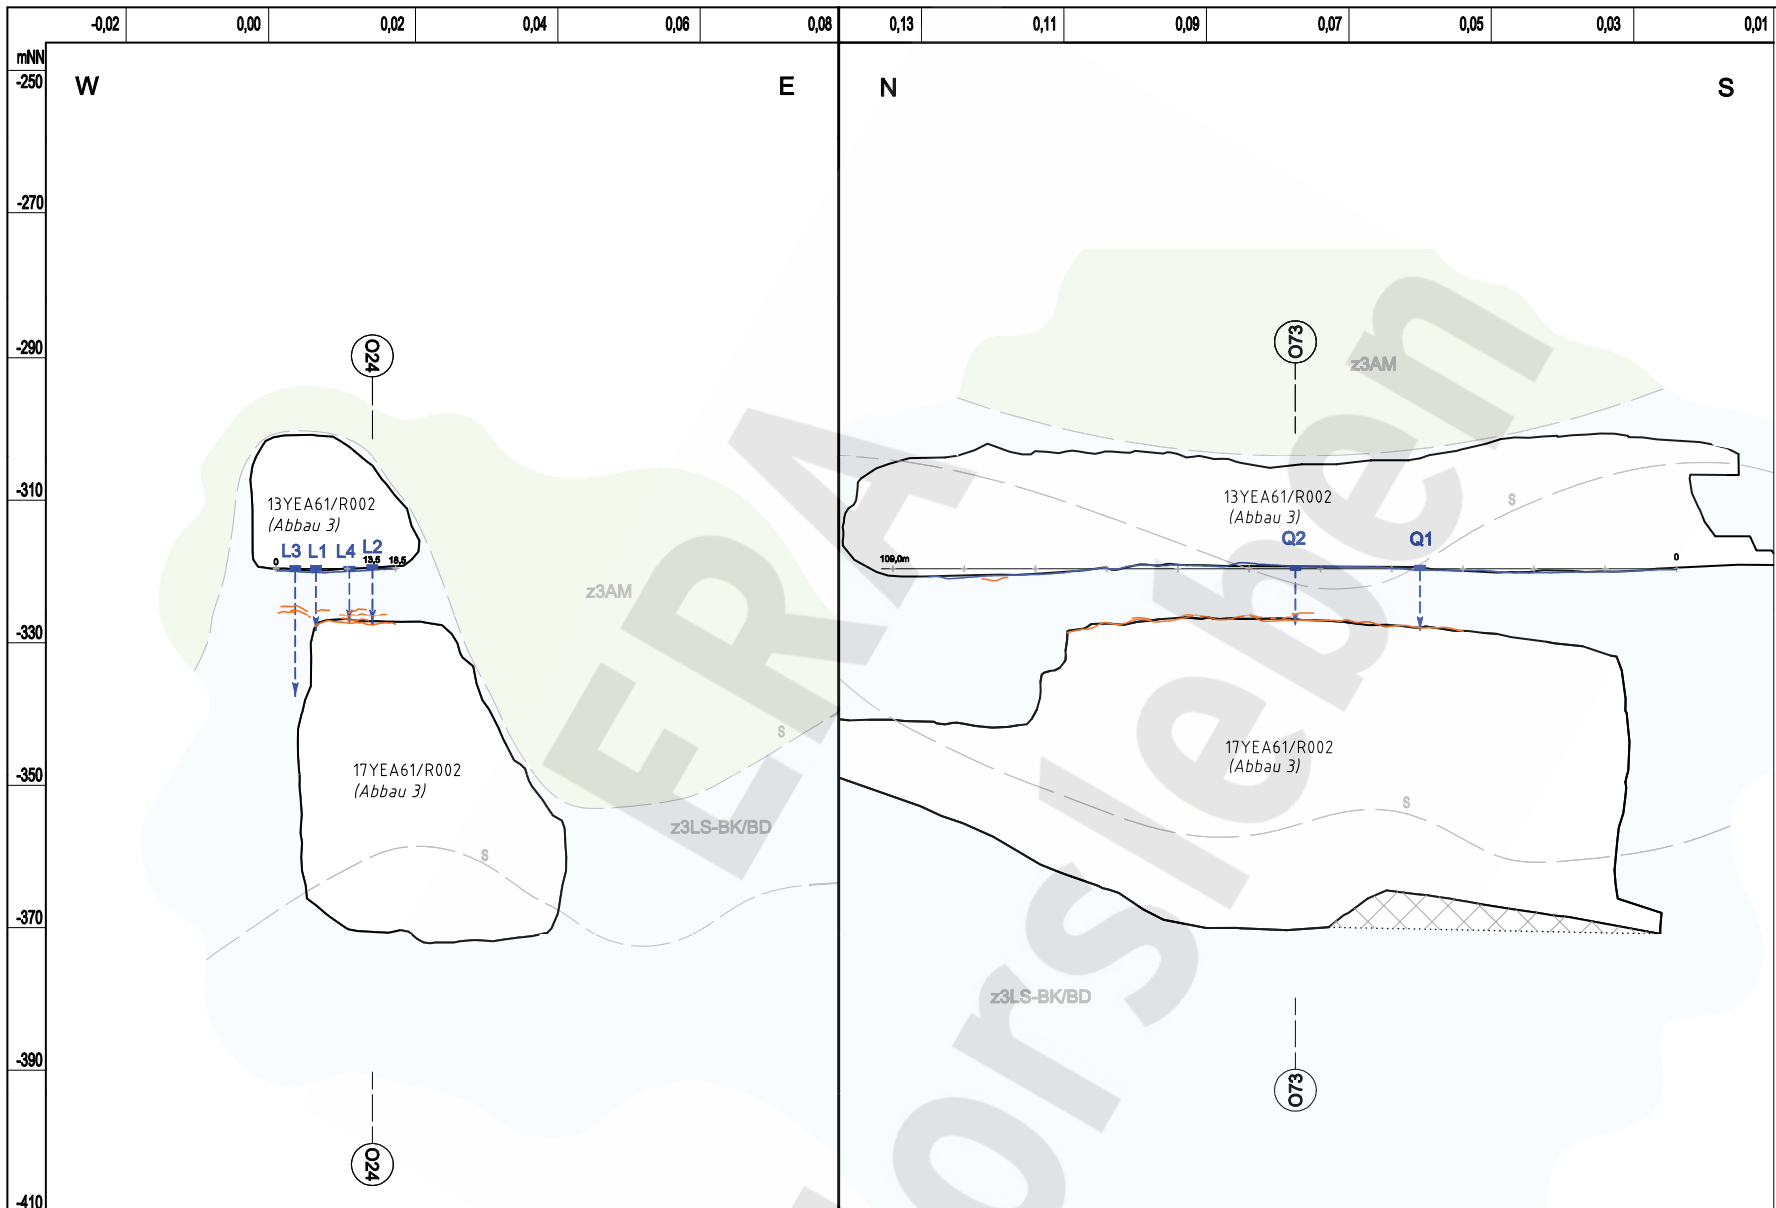 -0,02 0,00 0,02 0,04 0,06 0,08 0,13 0,11 0,09 0,07 0,05 0,03 0,01
mNN
-250
-270
-290
-310
-330
-350
-370
-390
-410
W E
O24
13YEA61/R002
(Abbau 3)
L3 L1 L4 L2
0 13,5 16,5
z3AM
17YEA61/R002
(Abbau 3)
S
z3LS-BK/BD
S
O24
N S
O73
z3AM
13YEA61/R002
(Abbau 3)
S
Q2 Q1
109,0m 0
17YEA61/R002
(Abbau 3)
S
z3LS-BK/BD
O73
ERA
orsleben